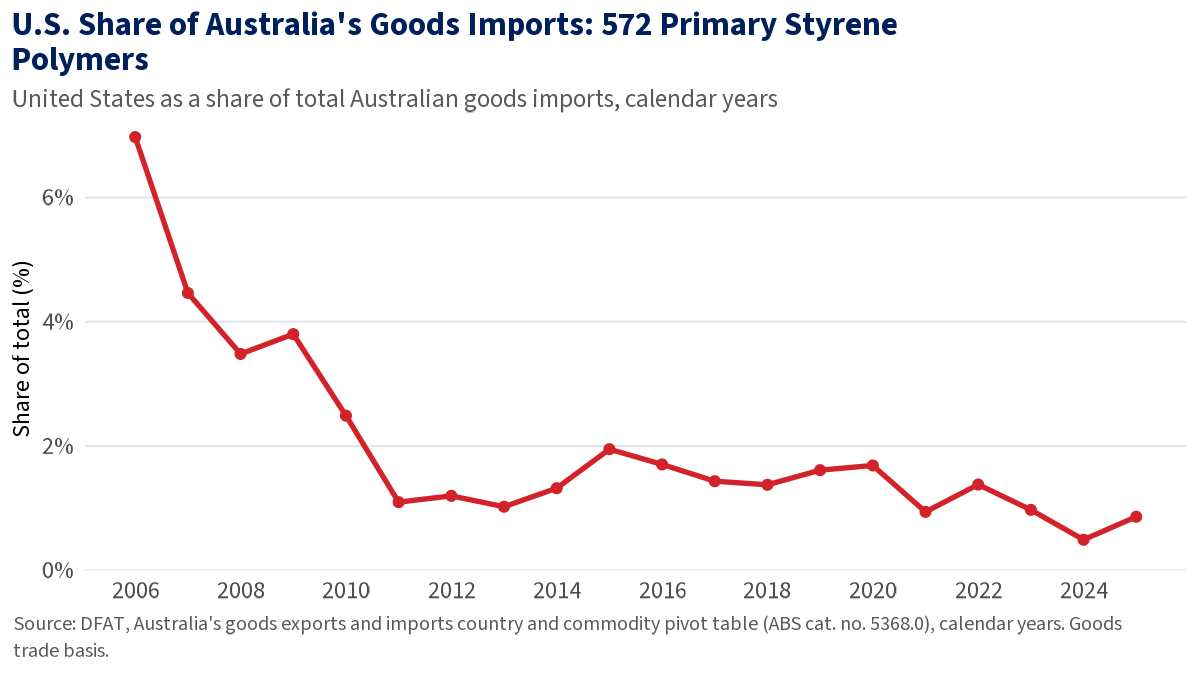 U.S. Share of Australia's Goods Imports: 572 Primary Styrene
Polymers
United States as a share of total Australian goods imports, calendar years
Share of total (%)
6%
4%
2%
0%
2006 2008 2010 2012 2014 2016 2018 2020 2022 2024
Source: DFAT, Australia's goods exports and imports country and commodity pivot table (ABS cat. no. 5368.0), calendar years. Goods
trade basis.